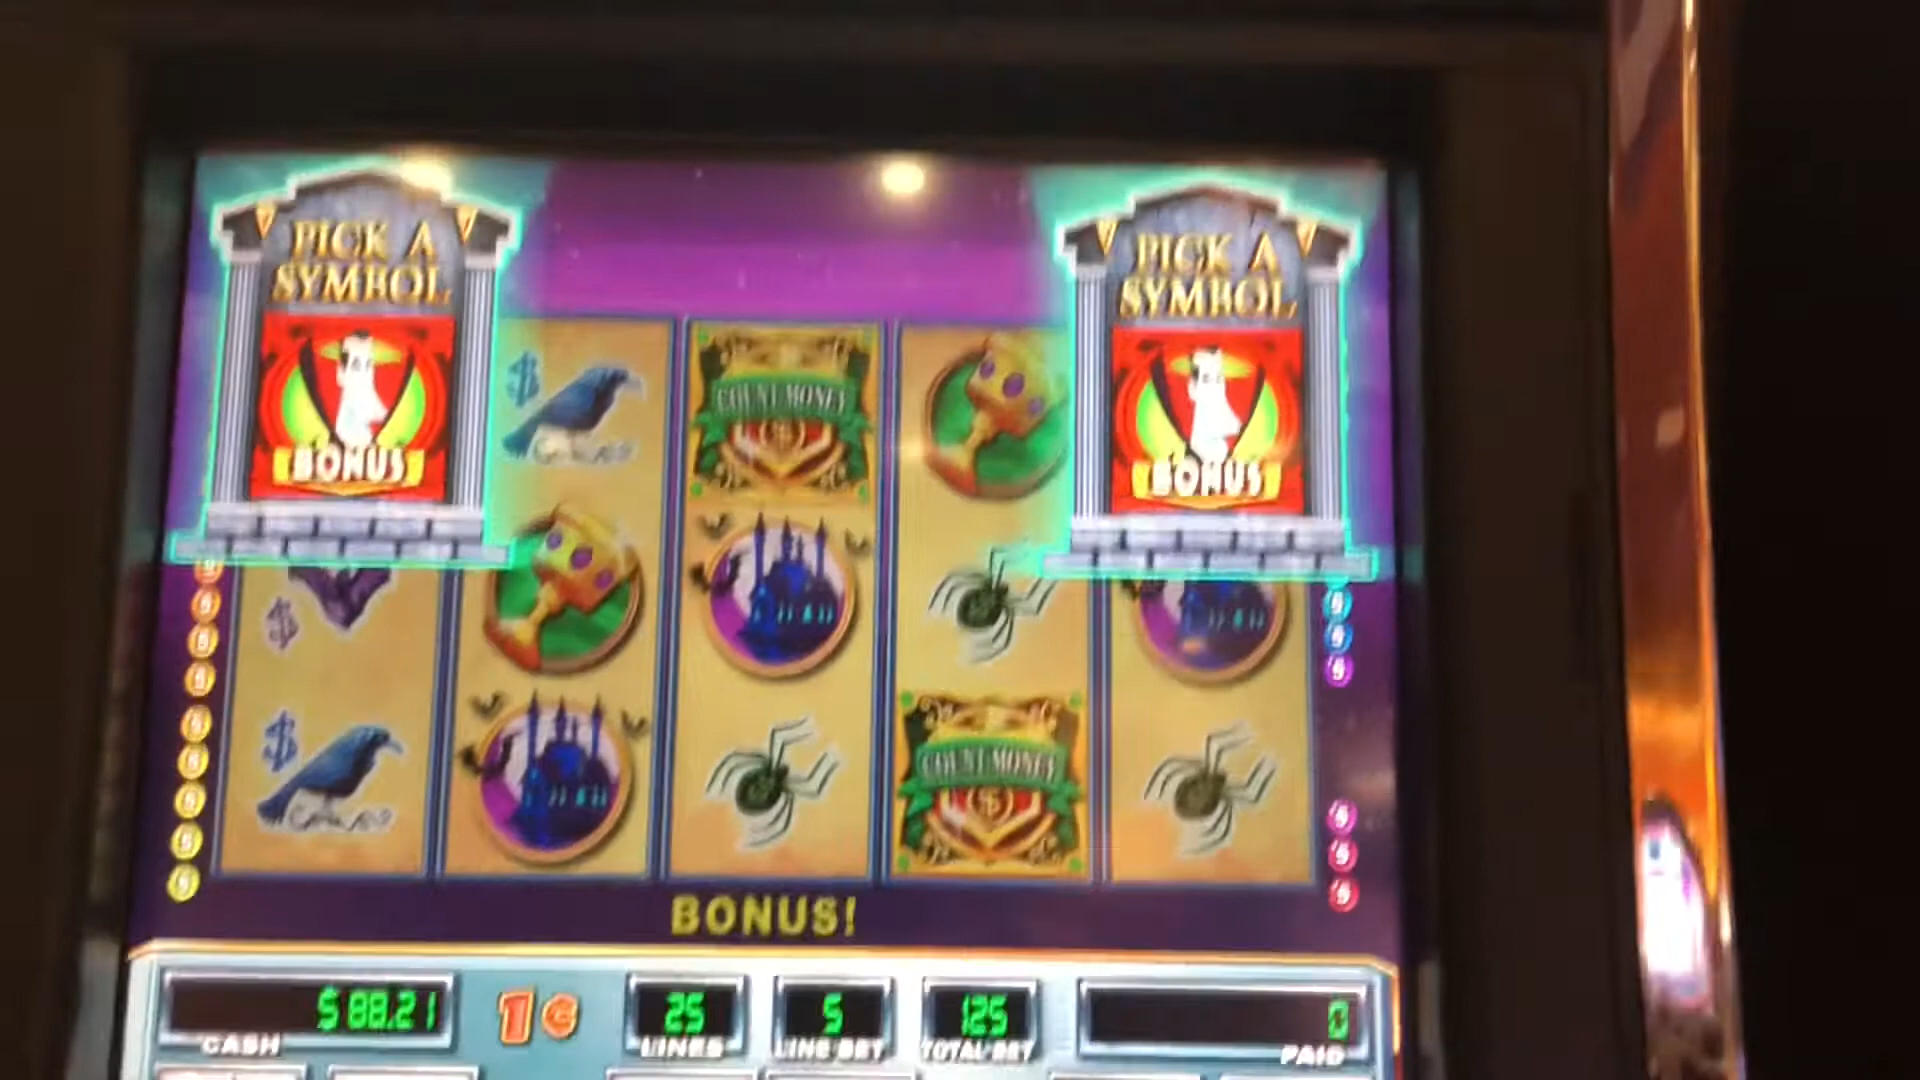 PICK A
SYMBOL
BONUS
PICK A
SYMBOL
BONUS
$
COUNT MONEY
$
$
$
COUNT MONEY
$
BONUS!
$88.21
CASH
1¢
25
LINES
5
LINE BET
125
TOTAL BET
0
PAID